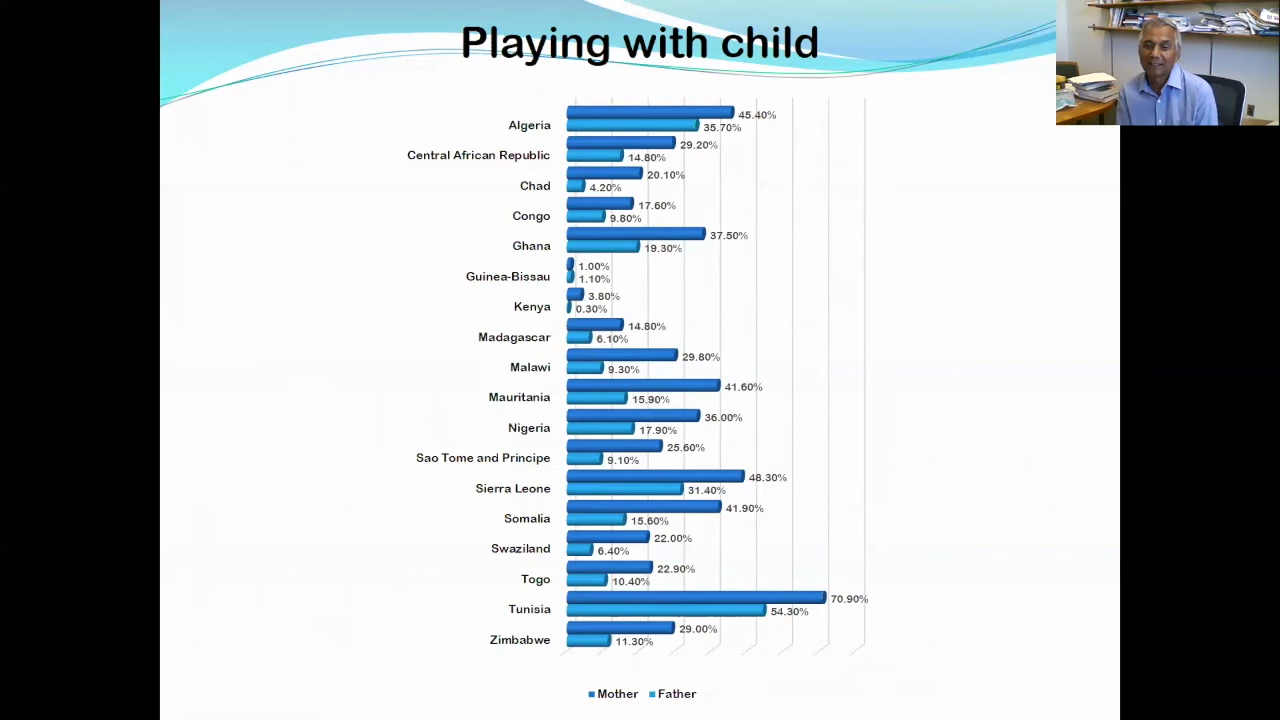 Playing with child
45.40%
Algeria
35.70%
29.20%
Central African Republic
14.80%
20.10%
Chad
4.20%
17.60%
Congo
9.80%
37.50%
Ghana
19.30%
1.00%
Guinea-Bissau
1.10%
3.80%
Kenya
0.30%
14.80%
Madagascar
6.10%
29.80%
Malawi
9.30%
41.60%
Mauritania
15.90%
36.00%
Nigeria
17.90%
25.60%
Sao Tome and Principe
9.10%
48.30%
Sierra Leone
31.40%
41.90%
Somalia
15.60%
22.00%
Swaziland
6.40%
22.90%
Togo
10.40%
70.90%
Tunisia
54.30%
29.00%
Zimbabwe
11.30%
Mother Father